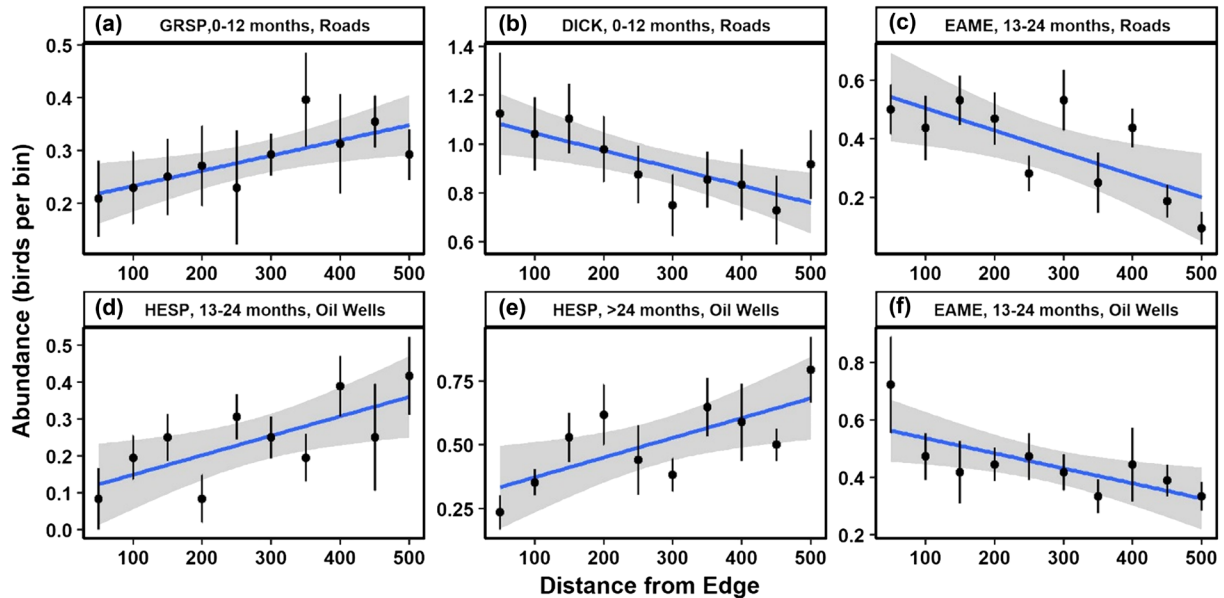 (a) GRSP,0-12 months, Roads
(b) DICK, 0-12 months, Roads
(c) EAME, 13-24 months, Roads
0.5
0.4
0.3
0.2
100 200 300 400 500
1.4
1.2
1.0
0.8
0.6
100 200 300 400 500
0.6
0.4
0.2
100 200 300 400 500
Abundance (birds per bin)
(d) HESP, 13-24 months, Oil Wells
(e) HESP, >24 months, Oil Wells
(f) EAME, 13-24 months, Oil Wells
0.5
0.4
0.3
0.2
0.1
0.0
100 200 300 400 500
0.75
0.50
0.25
100 200 300 400 500
0.8
0.6
0.4
0.2
100 200 300 400 500
Distance from Edge